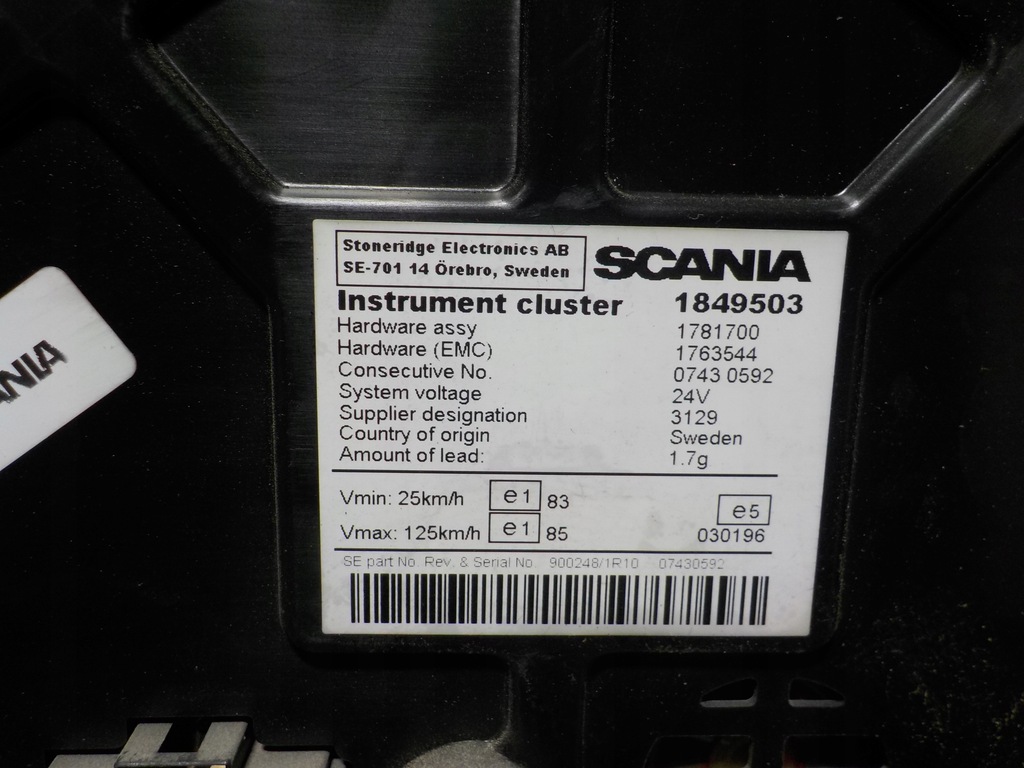 Stoneridge Electronics AB
SE-701 14 Örebro, Sweden
SCANIA
Instrument cluster 1849503
Hardware assy 1781700
Hardware (EMC) 1763544
Consecutive No. 0743 0592
System voltage 24V
Supplier designation 3129
Country of origin Sweden
Amount of lead: 1.7g
Vmin: 25km/h e1 83
e5
Vmax: 125km/h e1 85 030196
SE part No. Rev. & Serial No. 900248/1R10 07430592
ANIA